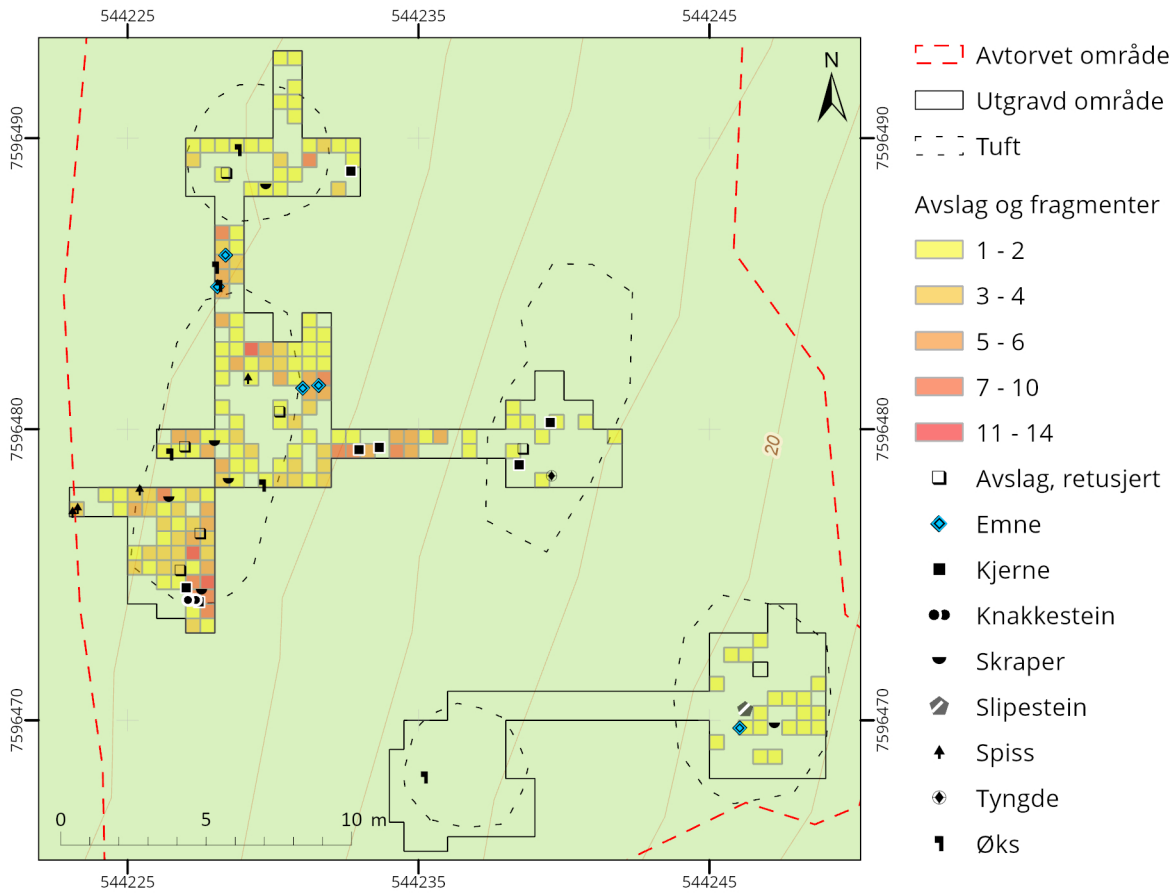 544225 544235 544245
N
7596490 7596490
7596480 7596480
20
7596470 7596470
0 5 10 m
544225 544235 544245
Avtorvet område
Utgravd område
Tuft
Avslag og fragmenter
1 - 2
3 - 4
5 - 6
7 - 10
11 - 14
Avslag, retusjert
Emne
Kjerne
Knakkestein
Skraper
Slipestein
Spiss
Tyngde
Øks